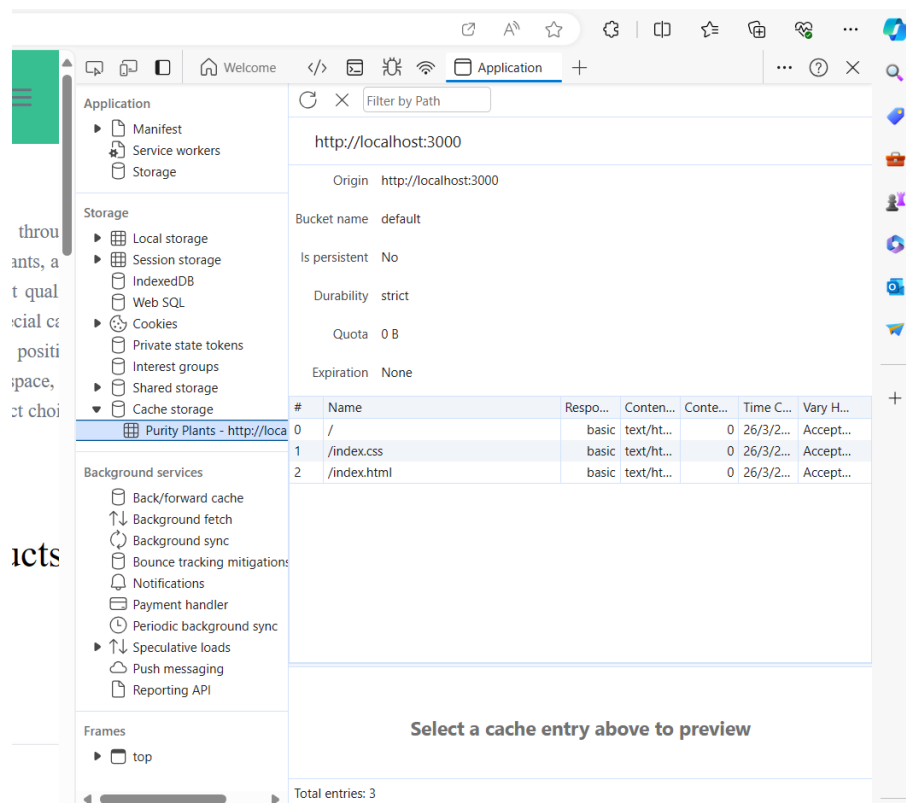 Welcome
Application
Application
Manifest
Service workers
Storage
Storage
Local storage
Session storage
IndexedDB
Web SQL
Cookies
Private state tokens
Interest groups
Shared storage
Cache storage
Purity Plants - http://loca
Background services
Back/forward cache
Background fetch
Background sync
Bounce tracking mitigations
Notifications
Payment handler
Periodic background sync
Speculative loads
Push messaging
Reporting API
Frames
top
Filter by Path
http://localhost:3000
Origin http://localhost:3000
Bucket name default
Is persistent No
Durability strict
Quota 0 B
Expiration None
# Name Respo... Conten... Conte... Time C... Vary H...
0 / basic text/ht... 0 26/3/2... Accept...
1 /index.css basic text/ht... 0 26/3/2... Accept...
2 /index.html basic text/ht... 0 26/3/2... Accept...
Select a cache entry above to preview
Total entries: 3
throu
ants, a
t qual
ecial ca
positi
space,
ct choi
ucts